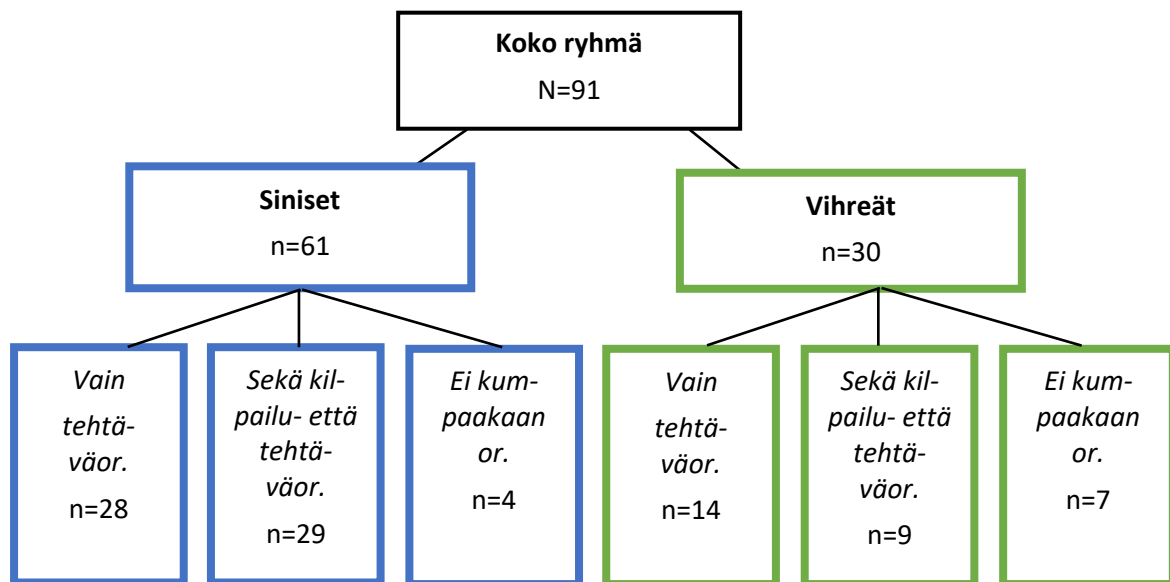 Koko ryhmä
N=91
Siniset
n=61
Vihreät
n=30
Vain
tehtä-
väor.
n=28
Sekä kil-
pailu- että
tehtä-
väor.
n=29
Ei kum-
paakaan
or.
n=4
Vain
tehtä-
väor.
n=14
Sekä kil-
pailu- että
tehtä-
väor.
n=9
Ei kum-
paakaan
or.
n=7